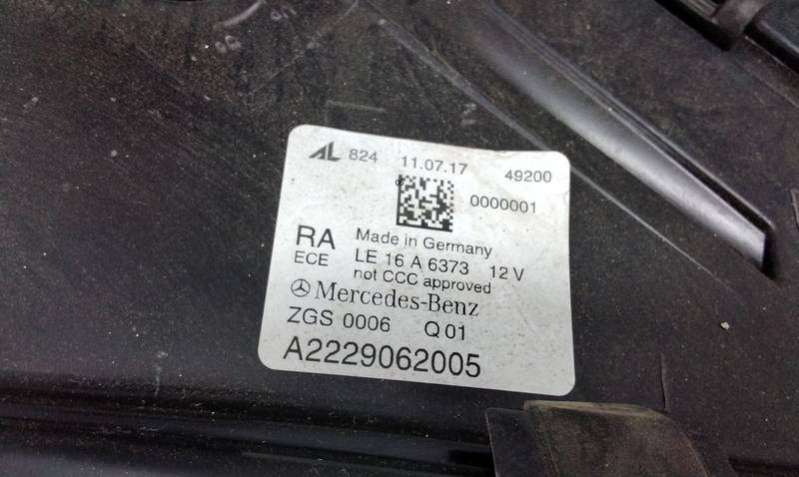 AL 824 11.07.17 49200
0000001
RA Made in Germany
ECE LE 16 A 6373 12 V
not CCC approved
Mercedes-Benz
ZGS 0006 Q 01
A2229062005